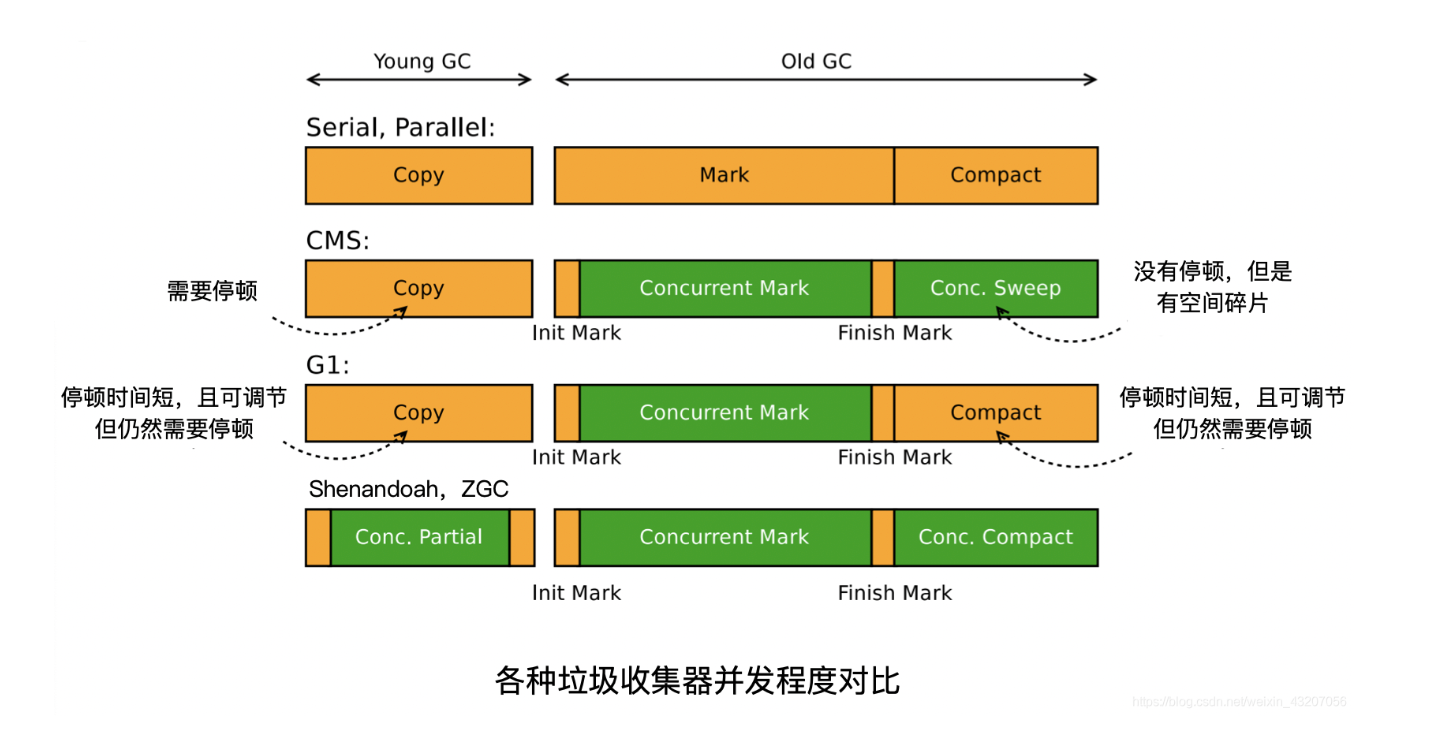 Young GC
Old GC
Serial, Parallel:
Copy
Mark
Compact
CMS:
需要停顿
Copy
Concurrent Mark
Conc. Sweep
没有停顿，但是
有空间碎片
Init Mark
Finish Mark
G1:
停顿时间短，且可调节
但仍然需要停顿
Copy
Concurrent Mark
Compact
停顿时间短，且可调节
但仍然需要停顿
Init Mark
Finish Mark
Shenandoah，ZGC
Conc. Partial
Concurrent Mark
Conc. Compact
Init Mark
Finish Mark
各种垃圾收集器并发程度对比
https://blog.csdn.net/weixin_43207056